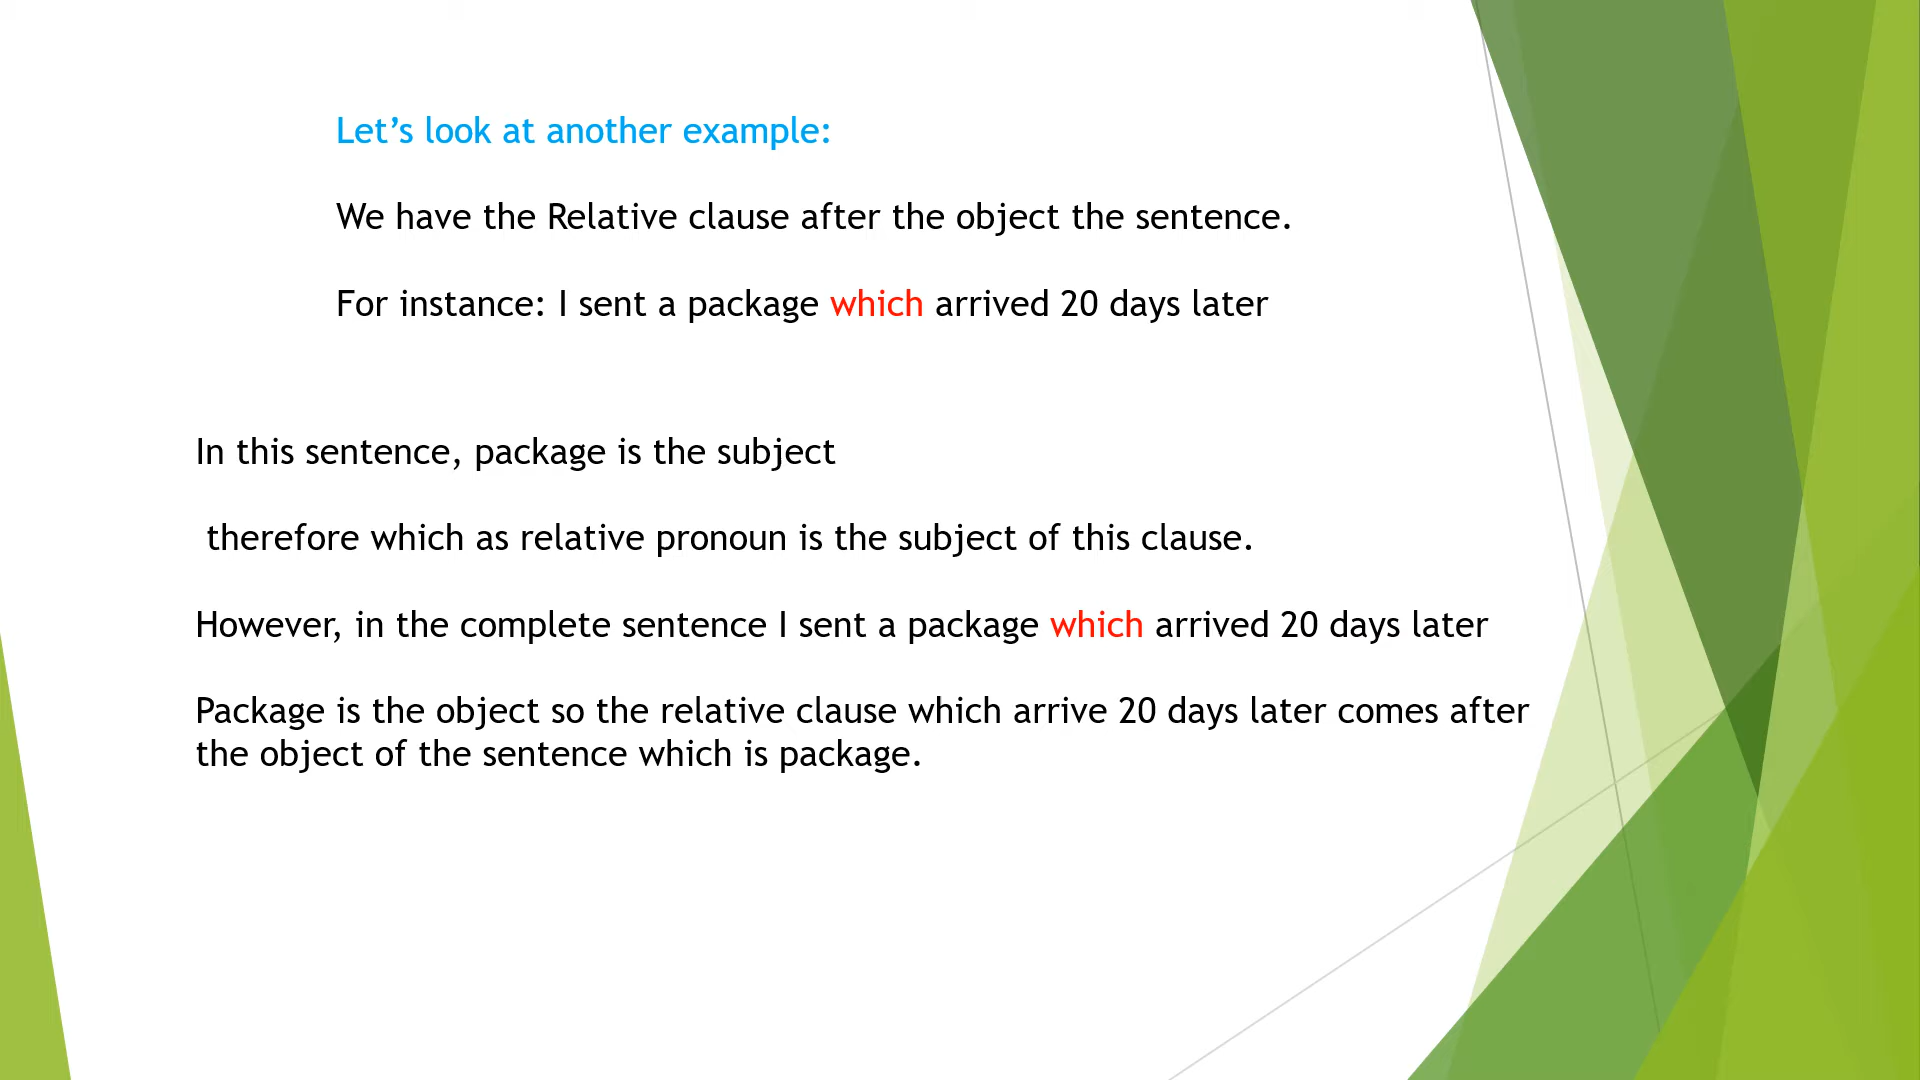 Let’s look at another example:
We have the Relative clause after the object the sentence.
For instance: I sent a package which arrived 20 days later
In this sentence, package is the subject
therefore which as relative pronoun is the subject of this clause.
However, in the complete sentence I sent a package which arrived 20 days later
Package is the object so the relative clause which arrive 20 days later comes after
the object of the sentence which is package.